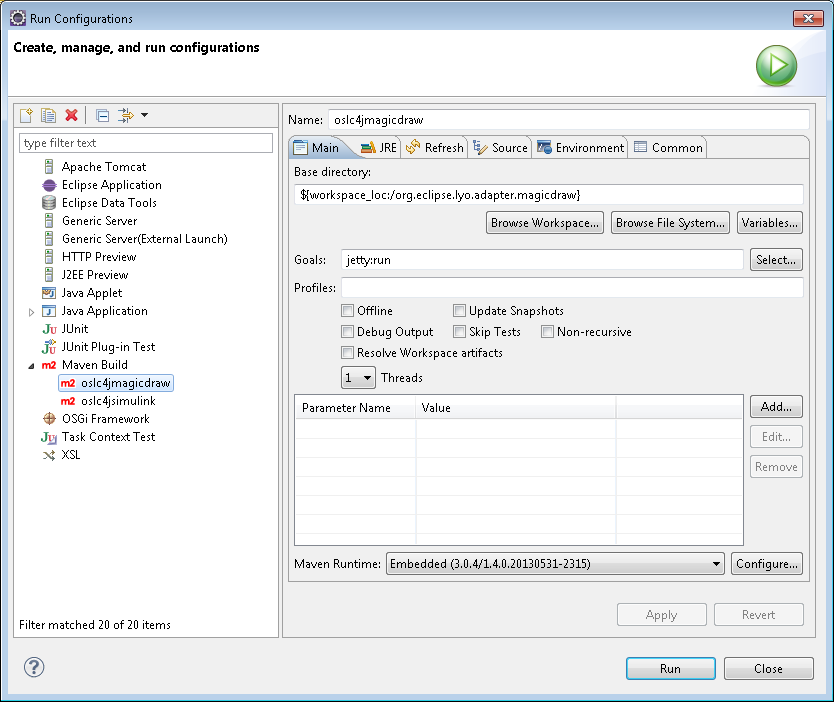 Run Configurations
Create, manage, and run configurations
type filter text
Apache Tomcat
Eclipse Application
Eclipse Data Tools
Generic Server
Generic Server(External Launch)
HTTP Preview
J2EE Preview
Java Applet
Java Application
JUnit
JUnit Plug-in Test
Maven Build
oslc4jmagicdraw
oslc4jsimulink
OSGi Framework
Task Context Test
XSL
Filter matched 20 of 20 items
Name: oslc4jmagicdraw
Main JRE Refresh Source Environment Common
Base directory:
${workspace_loc:/org.eclipse.lyo.adapter.magicdraw}
Browse Workspace... Browse File System... Variables...
Goals: jetty:run Select...
Profiles:
Offline Update Snapshots
Debug Output Skip Tests Non-recursive
Resolve Workspace artifacts
1 Threads
Parameter Name Value Add...
Edit...
Remove
Maven Runtime: Embedded (3.0.4/1.4.0.20130531-2315) Configure...
Apply Revert
? Run Close